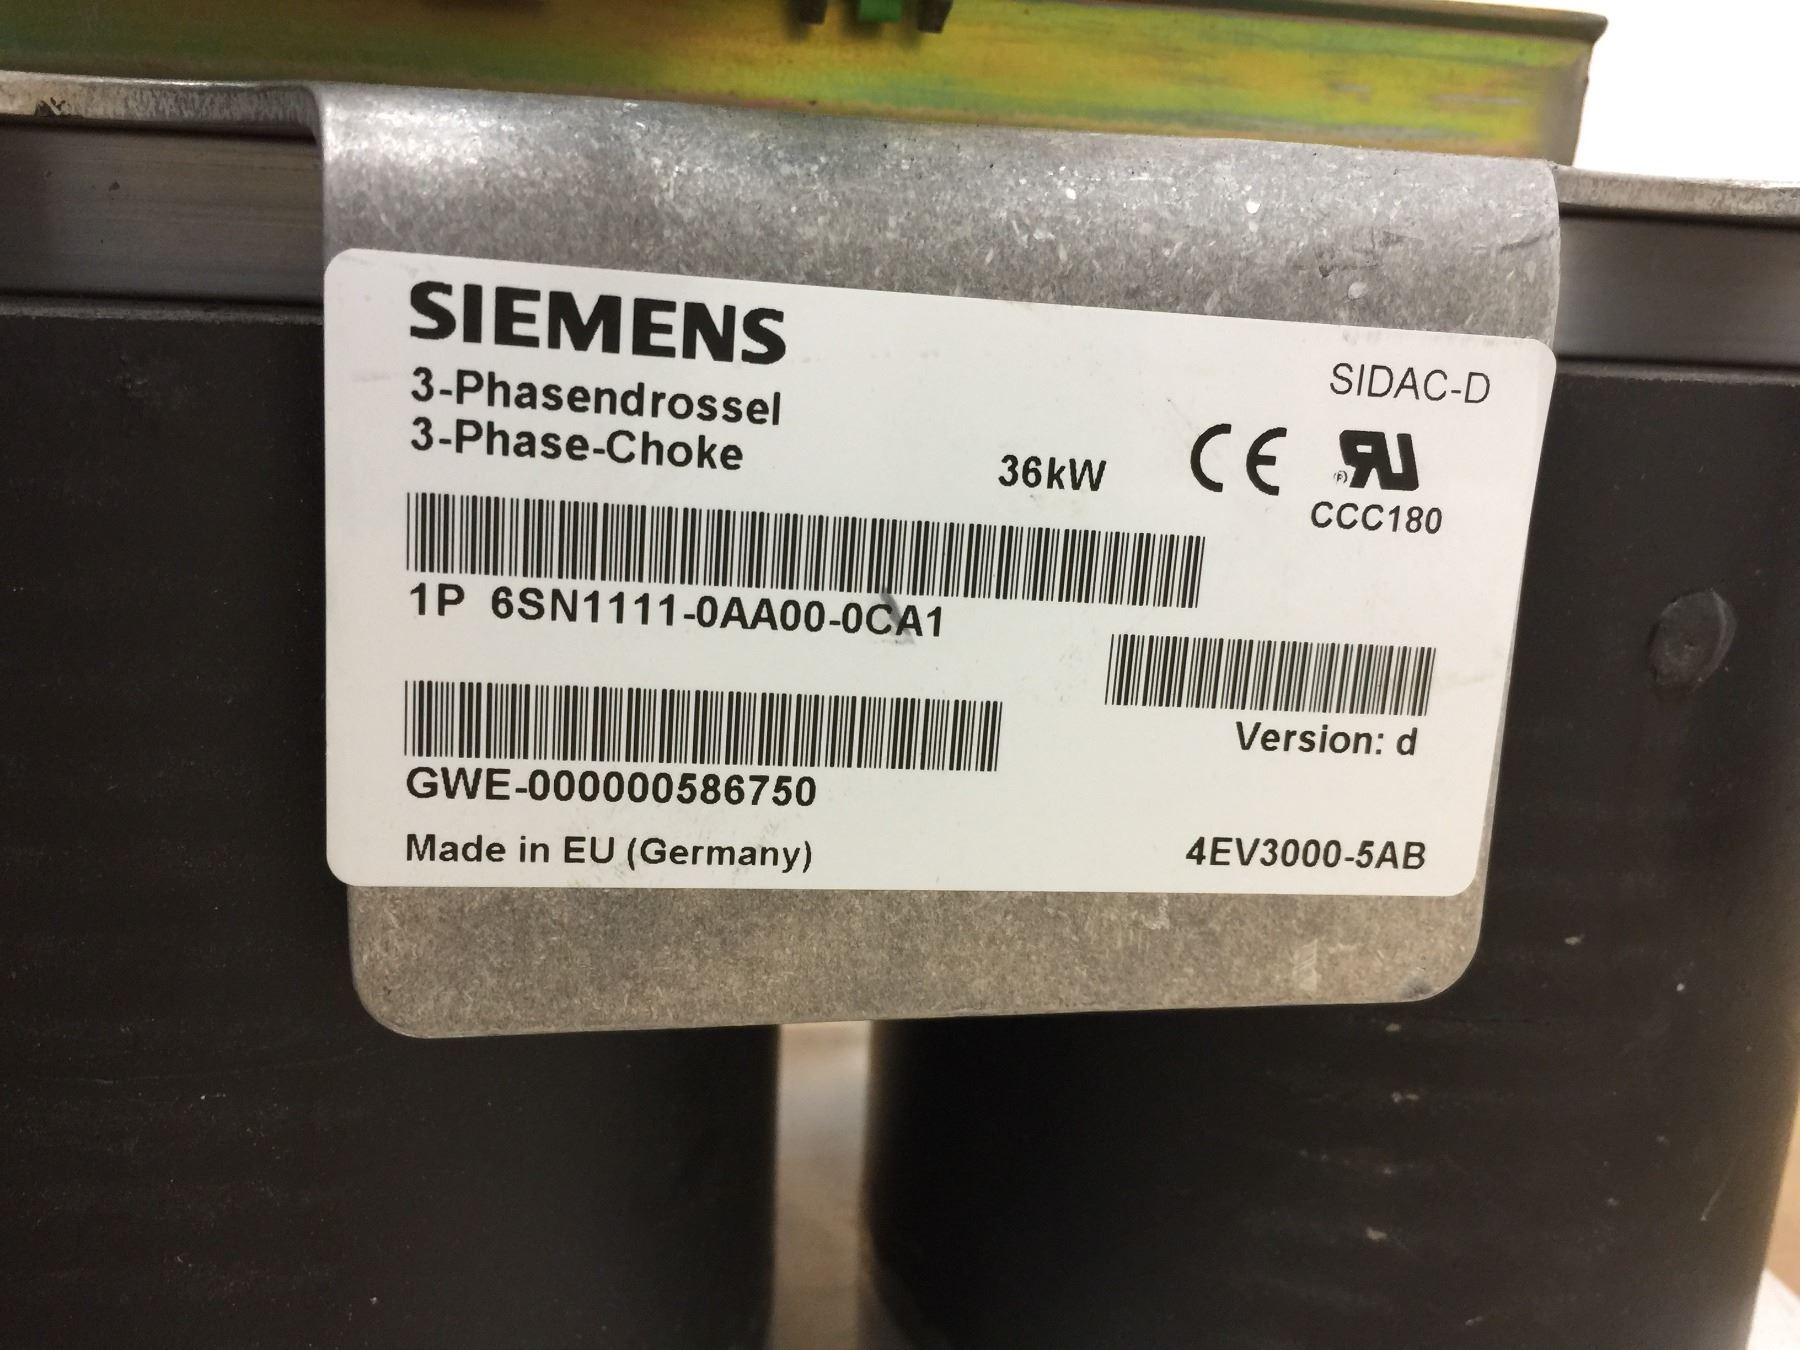 SIEMENS
SIDAC-D
3-Phasendrossel
3-Phase-Choke
36kW
CE
CCC180
1P 6SN1111-0AA00-0CA1
Version: d
GWE-000000586750
Made in EU (Germany)
4EV3000-5AB